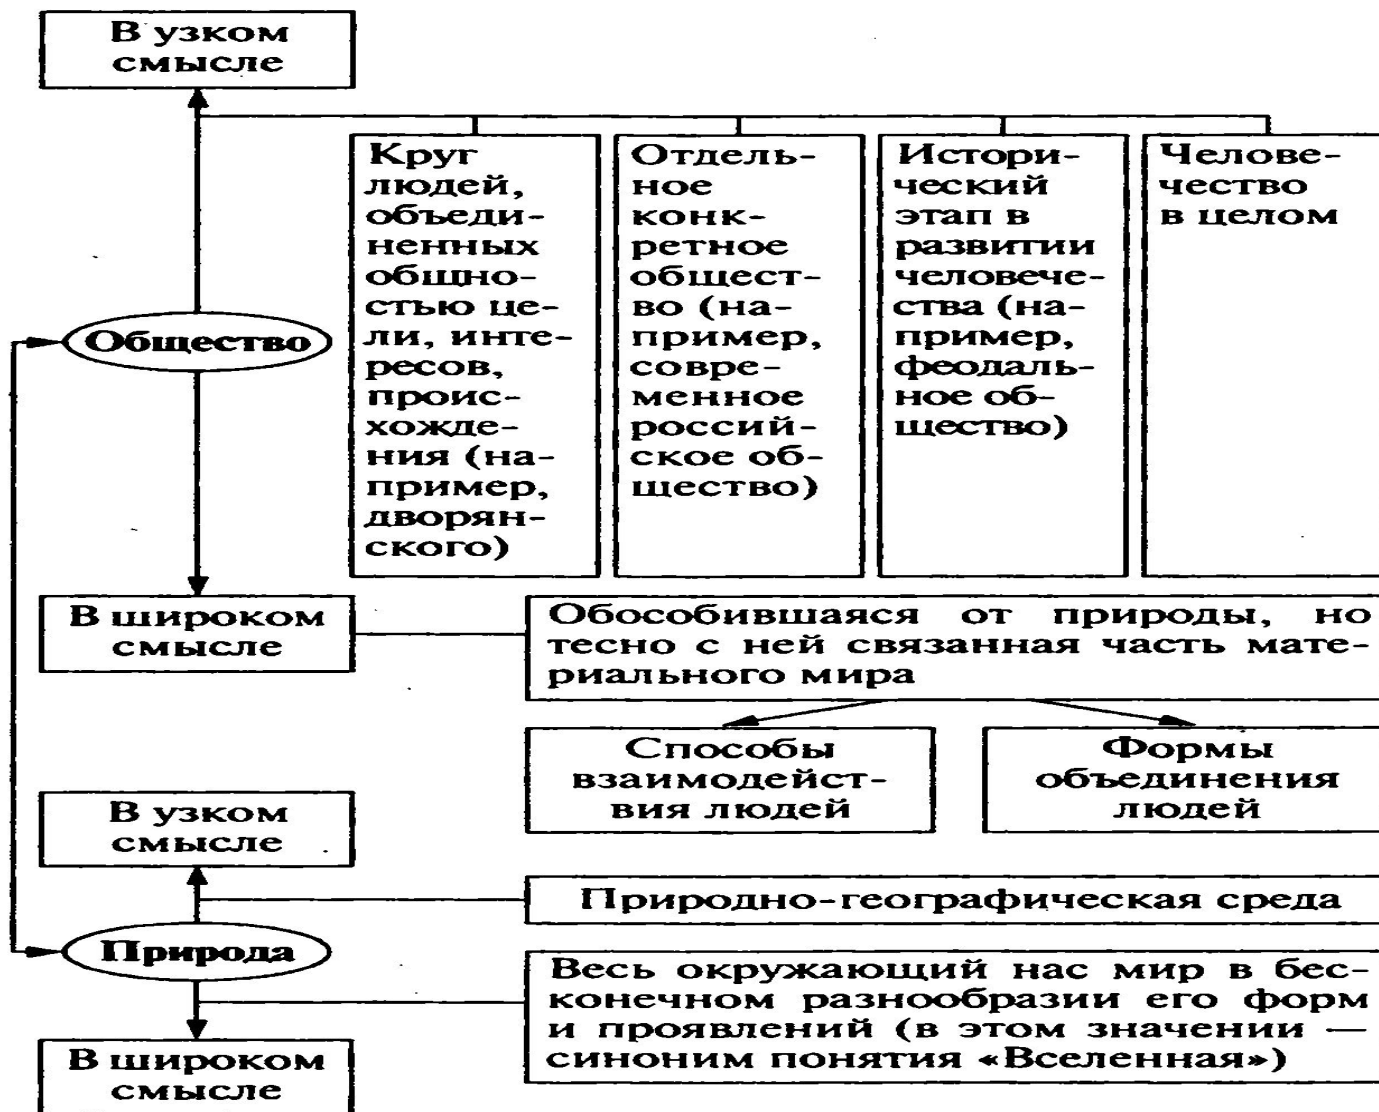 В узком
смысле
Круг
людей,
объеди-
ненных
общно-
стью це-
ли, инте-
ресов,
проис-
хожде-
ния (на-
пример,
дворян-
ского)
Отдель-
ное
конк-
ретное
общест-
во (на-
пример,
совре-
менное
россий-
ское об-
щество)
Истори-
ческий
этап в
развитии
человече-
ства (на-
пример,
феодаль-
ное об-
щество)
Челове-
чество
в целом
Общество
В широком
смысле
Обособившаяся от природы, но
тесно с ней связанная часть мате-
риального мира
Способы
взаимодейст-
вия людей
Формы
объединения
людей
В узком
смысле
Природно-географическая среда
Природа
Весь окружающий нас мир в бес-
конечном разнообразии его форм
и проявлений (в этом значении —
синоним понятия «Вселенная»)
В широком
смысле